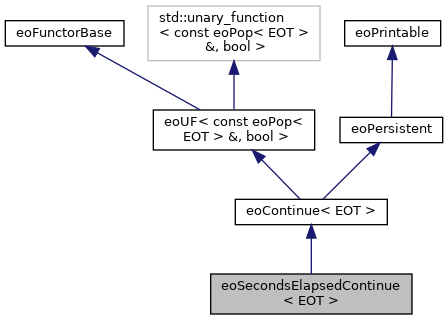 std::unary_function
< const eoPop< EOT >
&, bool >
eoFunctorBase
eoPrintable
eoUF< const eoPop<
EOT > &, bool >
eoPersistent
eoContinue< EOT >
eoSecondsElapsedContinue
< EOT >